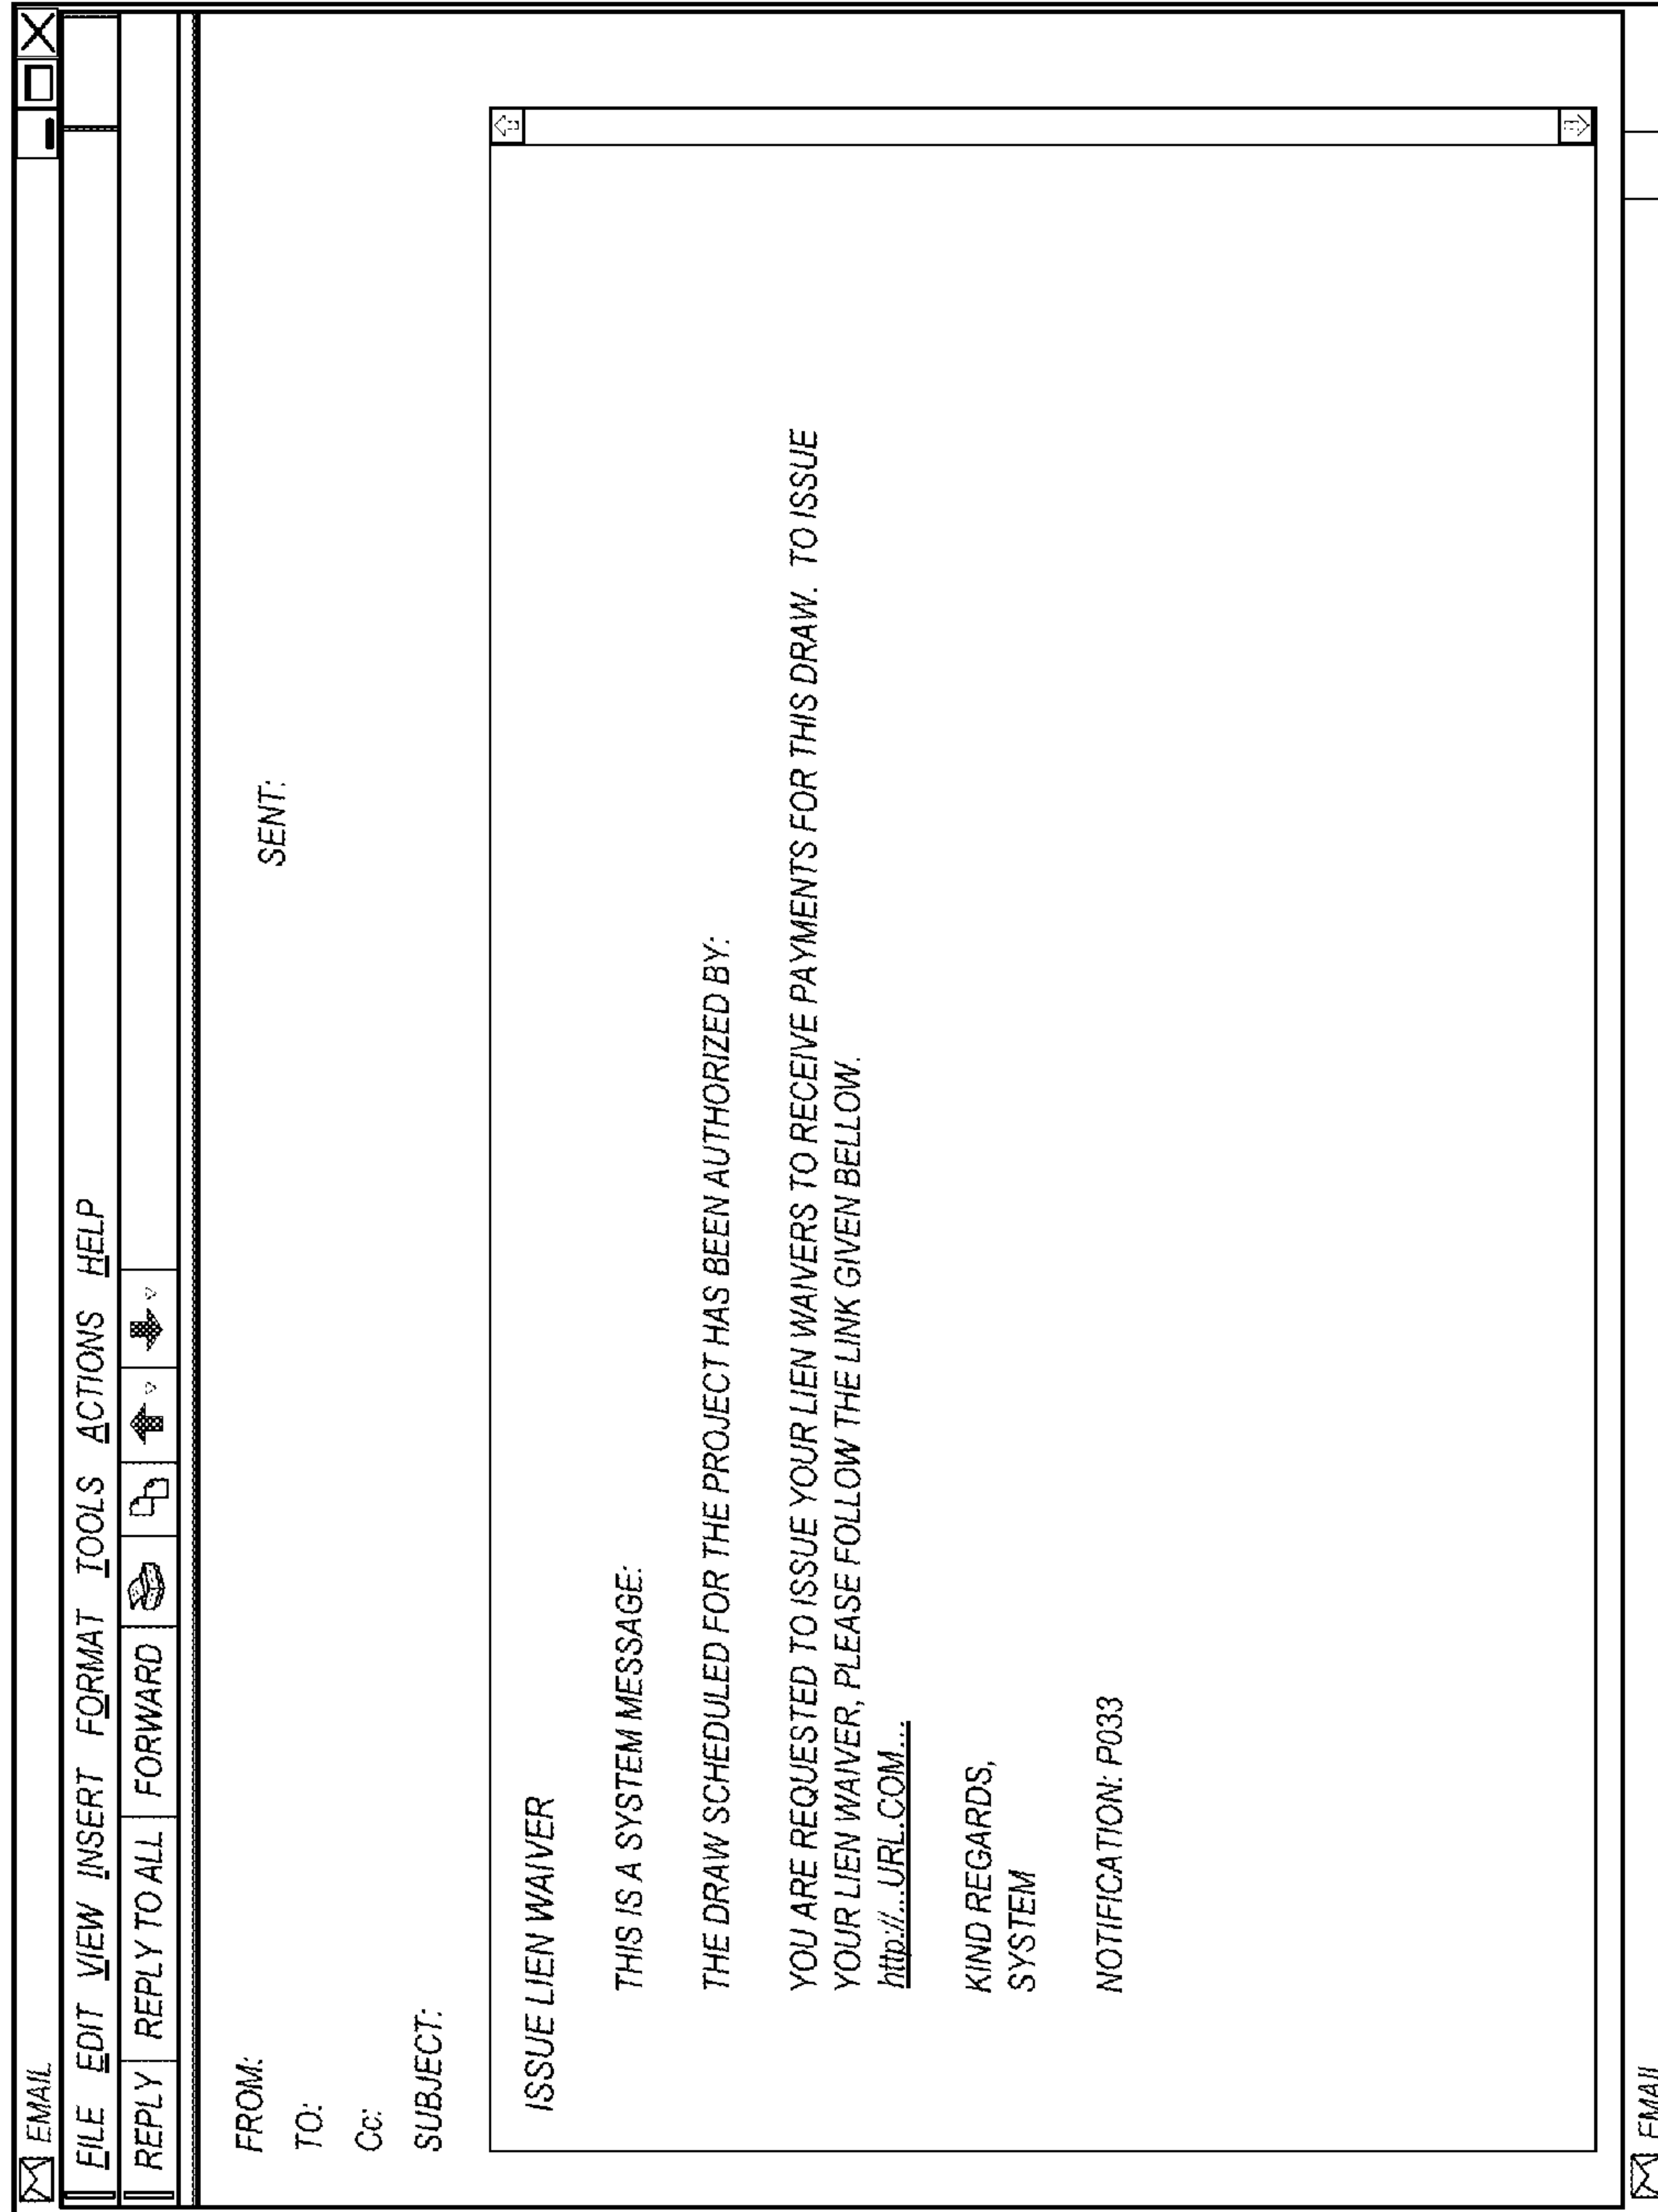 EMAIL
FILE EDIT VIEW INSERT FORMAT TOOLS ACTIONS HELP
REPLY REPLY TO ALL FORWARD
FROM:
SENT:
TO:
Cc:
SUBJECT:
ISSUE LIEN WAIVER
THIS IS A SYSTEM MESSAGE:
THE DRAW SCHEDULED FOR THE PROJECT HAS BEEN AUTHORIZED BY:
YOU ARE REQUESTED TO ISSUE YOUR LIEN WAIVERS TO RECEIVE PAYMENTS FOR THIS DRAW. TO ISSUE
YOUR LIEN WAIVER, PLEASE FOLLOW THE LINK GIVEN BELLOW.
http://...URL.COM...
KIND REGARDS,
SYSTEM
NOTIFICATION: P033
EMAIL